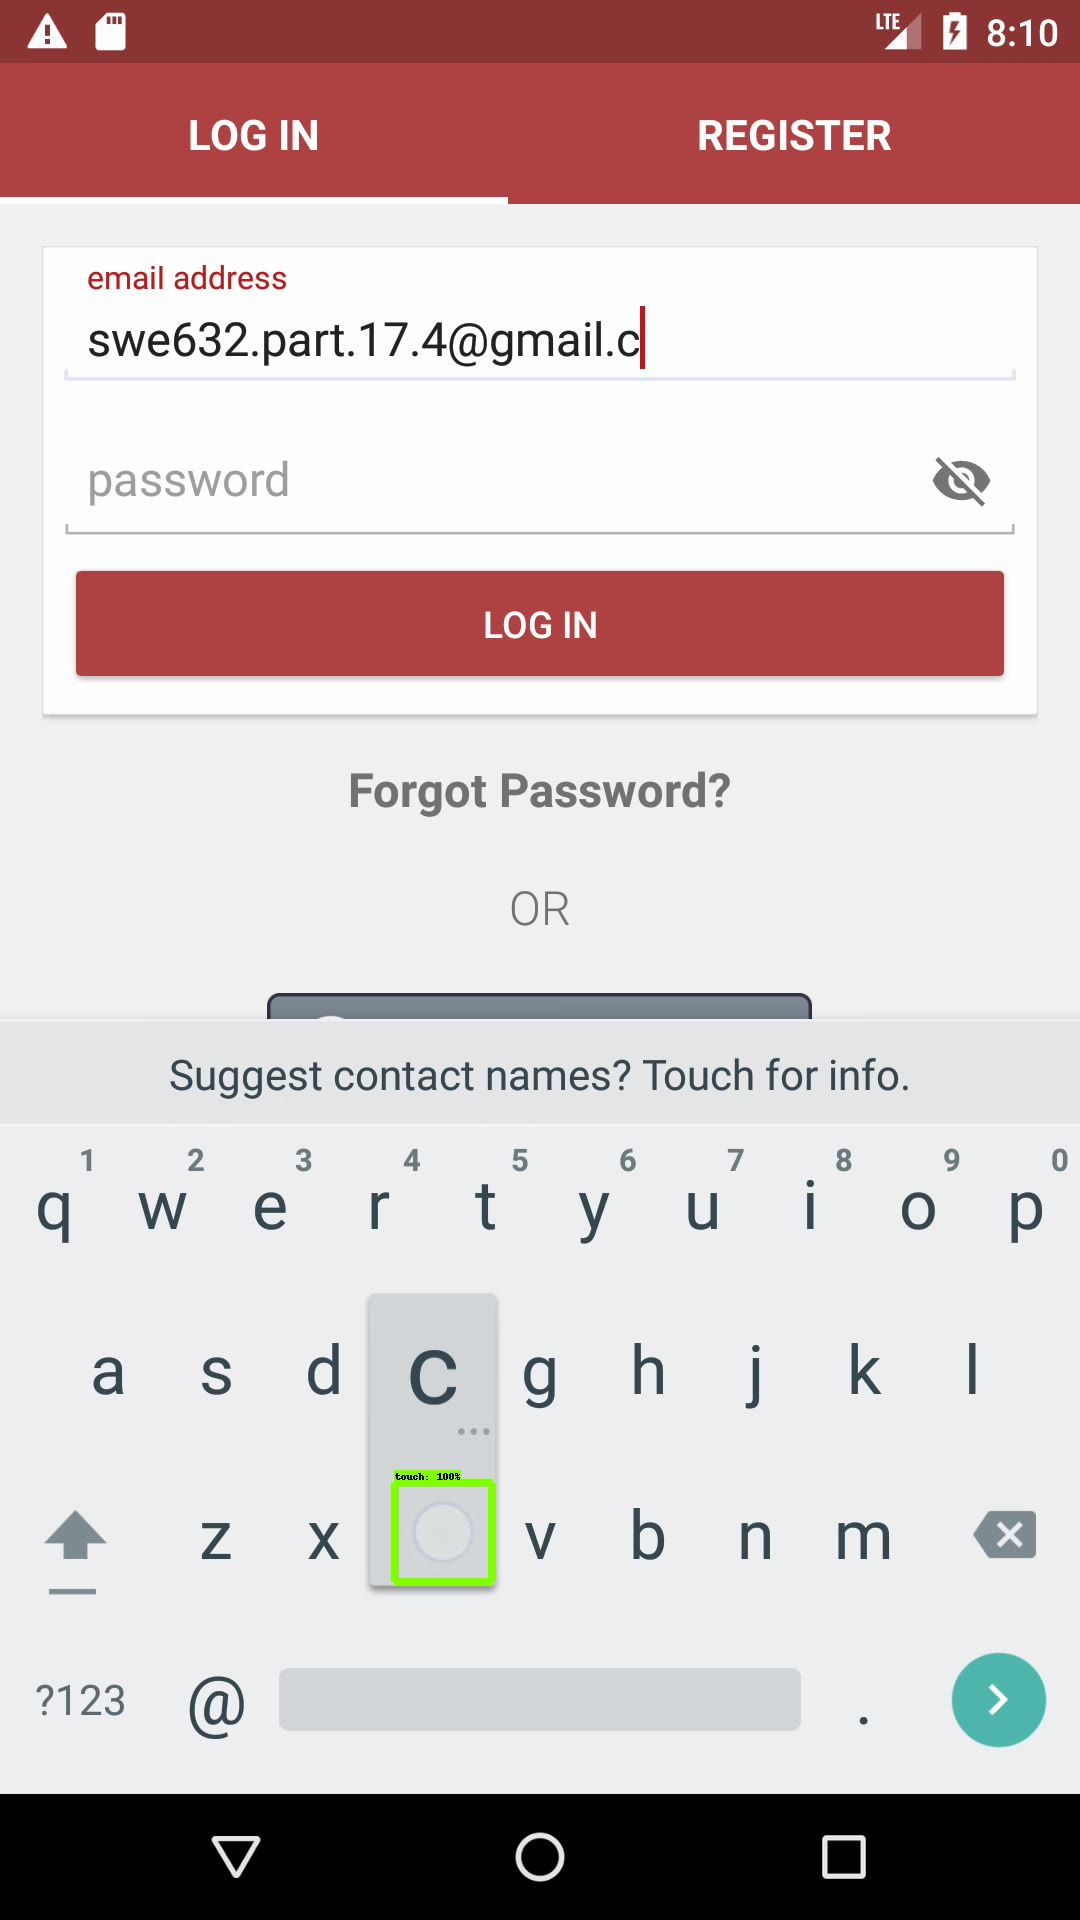 LTE 8:10
LOG IN REGISTER
email address
swe632.part.17.4@gmail.c
password
LOG IN
Forgot Password?
OR
Suggest contact names? Touch for info.
1 2 3 4 5 6 7 8 9 0
q w e r t y u i o p
a s d c g h j k l
touch: 100%
z x v b n m
?123 @ .